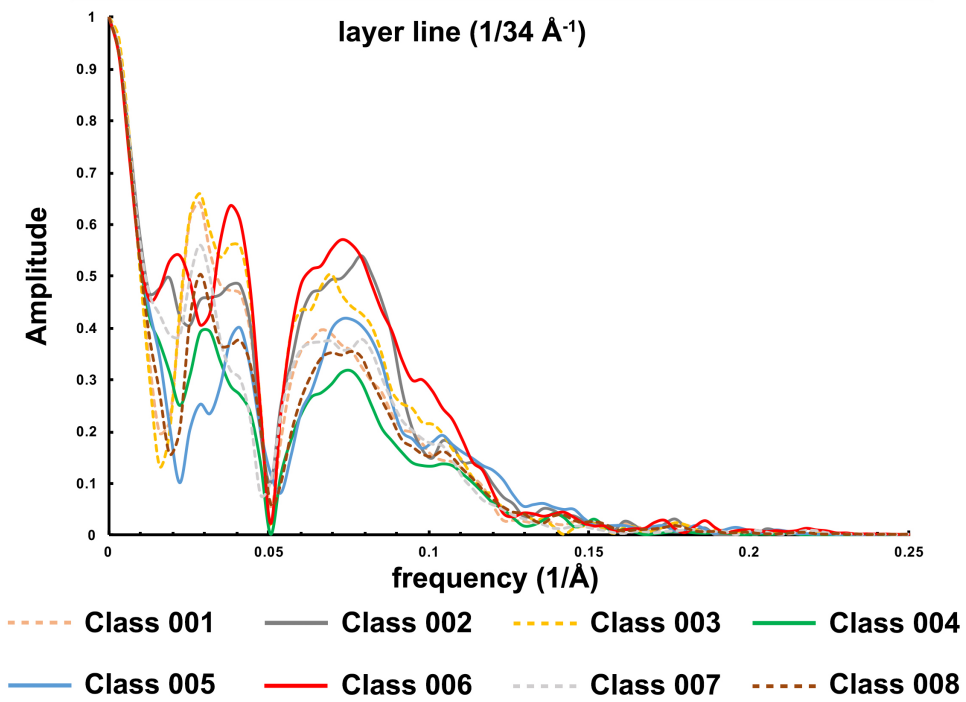 layer line (1/34 Å⁻¹)
Amplitude
1
0.9
0.8
0.7
0.6
0.5
0.4
0.3
0.2
0.1
0
0 0.05 0.1 0.15 0.2 0.25
frequency (1/Å)
Class 001 Class 002 Class 003 Class 004
Class 005 Class 006 Class 007 Class 008